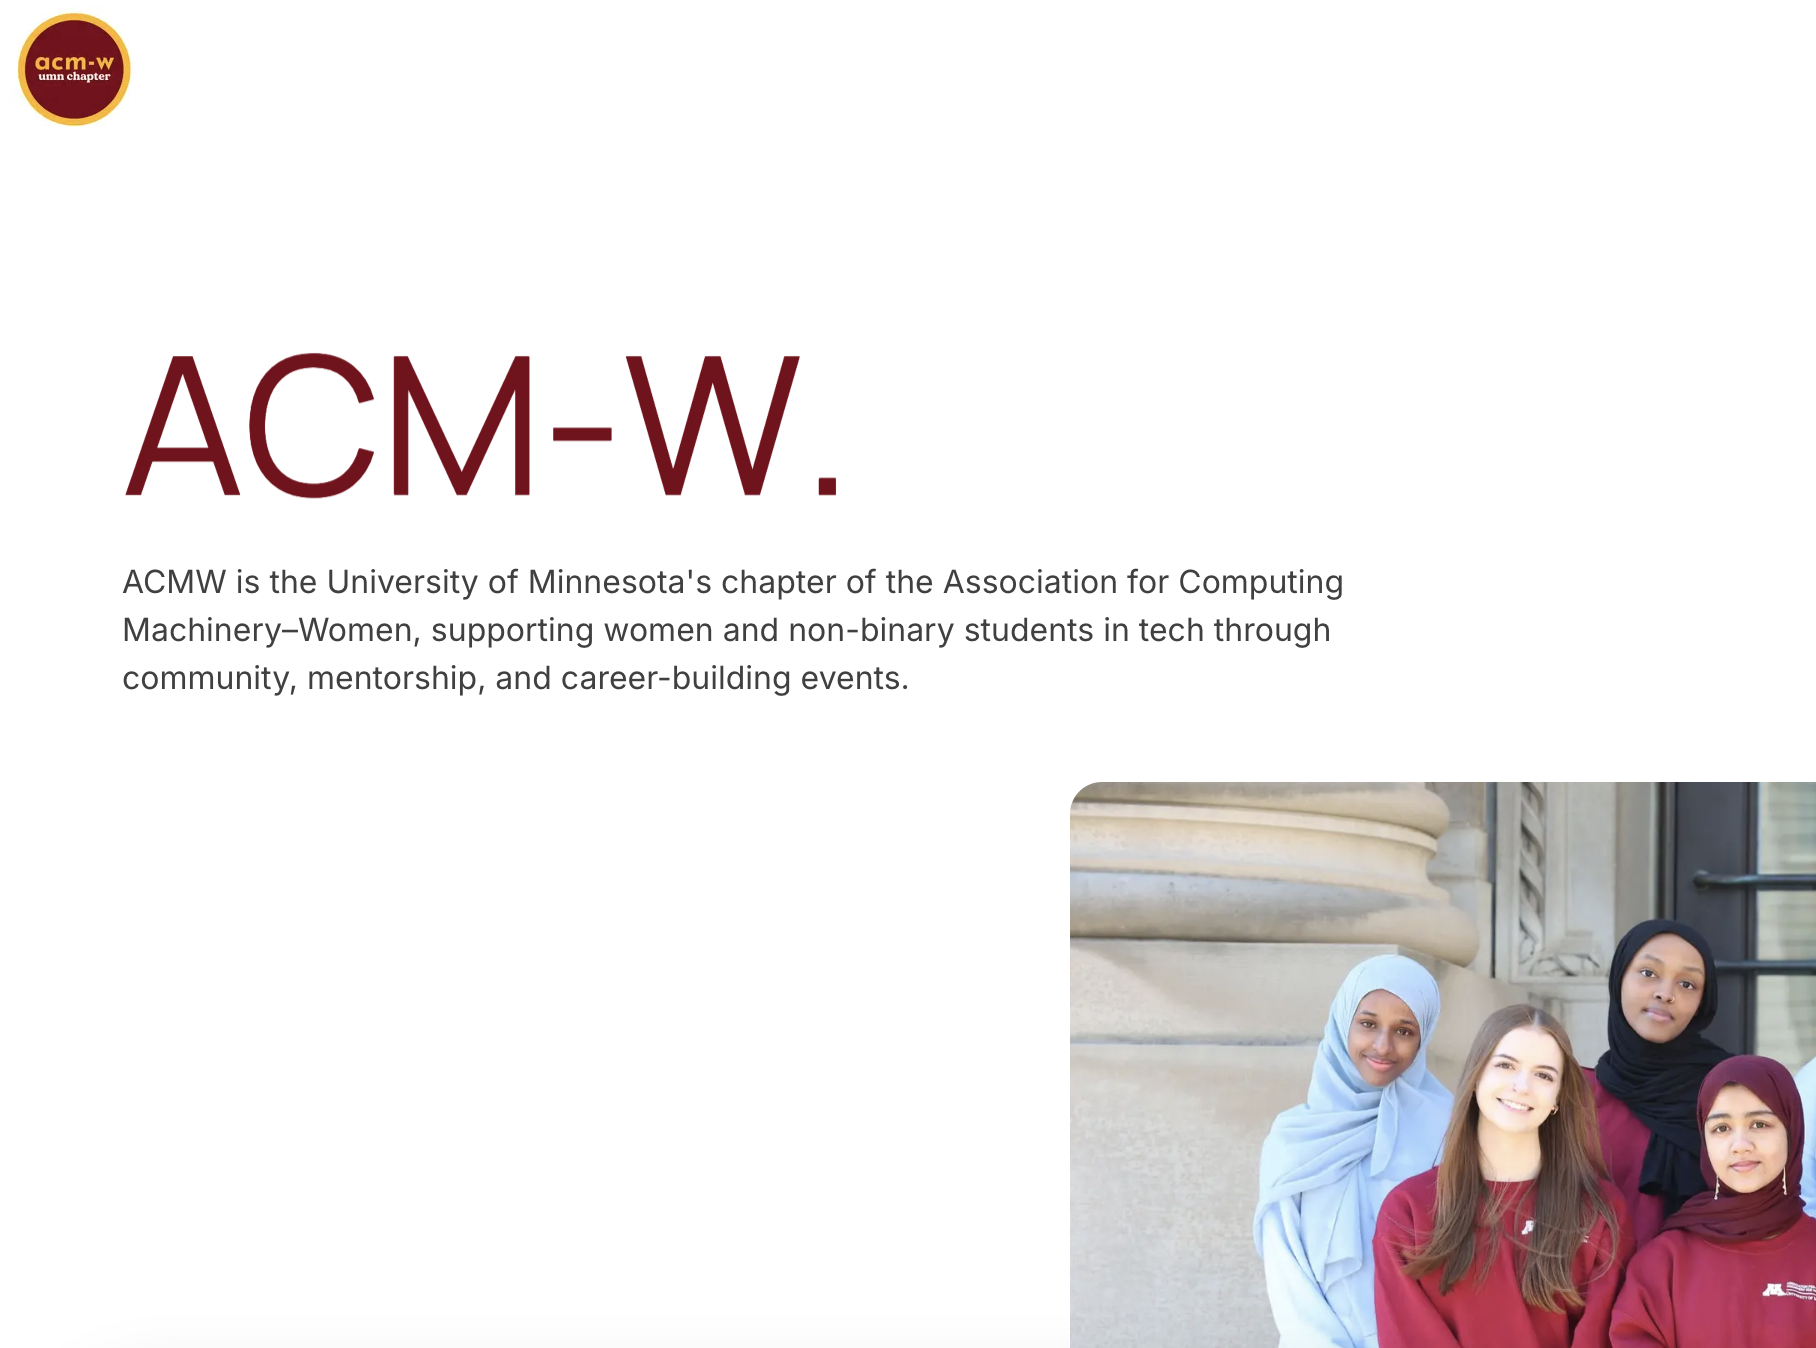 acm-w
umn chapter
ACM-W.
ACMW is the University of Minnesota's chapter of the Association for Computing
Machinery–Women, supporting women and non-binary students in tech through
community, mentorship, and career-building events.